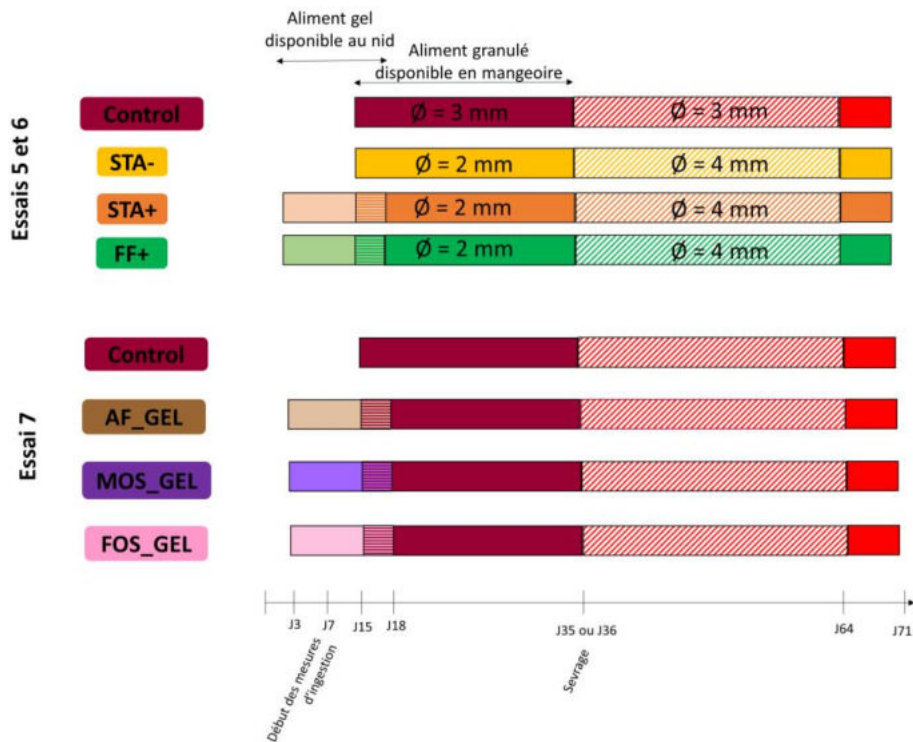 Aliment gel
disponible au nid
Aliment granulé
disponible en mangeoire
Essais 5 et 6
Control
Ø = 3 mm
Ø = 3 mm
STA-
Ø = 2 mm
Ø = 4 mm
STA+
Ø = 2 mm
Ø = 4 mm
FF+
Ø = 2 mm
Ø = 4 mm
Essai 7
Control
AF_GEL
MOS_GEL
FOS_GEL
J3
J7
J15
J18
J35 ou J36
J64
J71
Début des mesures
d'ingestion
Sevrage